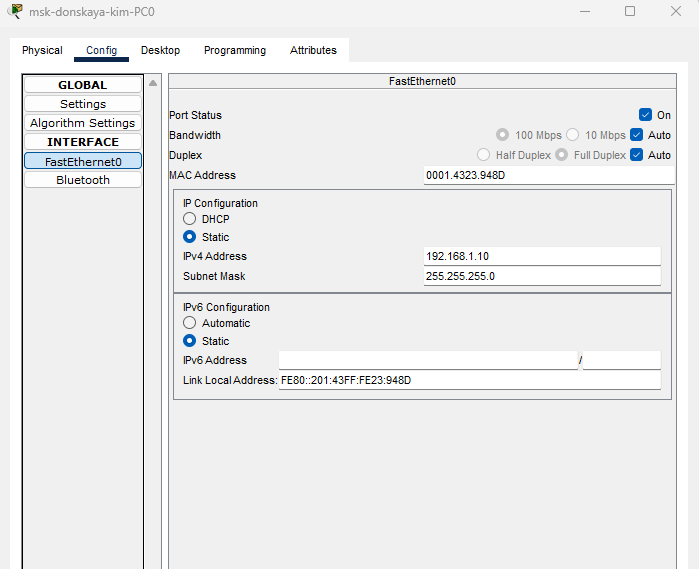 msk-donskaya-kim-PC0
Physical Config Desktop Programming Attributes
GLOBAL
Settings
Algorithm Settings
INTERFACE
FastEthernet0
Bluetooth
FastEthernet0
Port Status On
Bandwidth 100 Mbps 10 Mbps Auto
Duplex Half Duplex Full Duplex Auto
MAC Address 0001.4323.948D
IP Configuration
DHCP
Static
IPv4 Address 192.168.1.10
Subnet Mask 255.255.255.0
IPv6 Configuration
Automatic
Static
IPv6 Address /
Link Local Address: FE80::201:43FF:FE23:948D